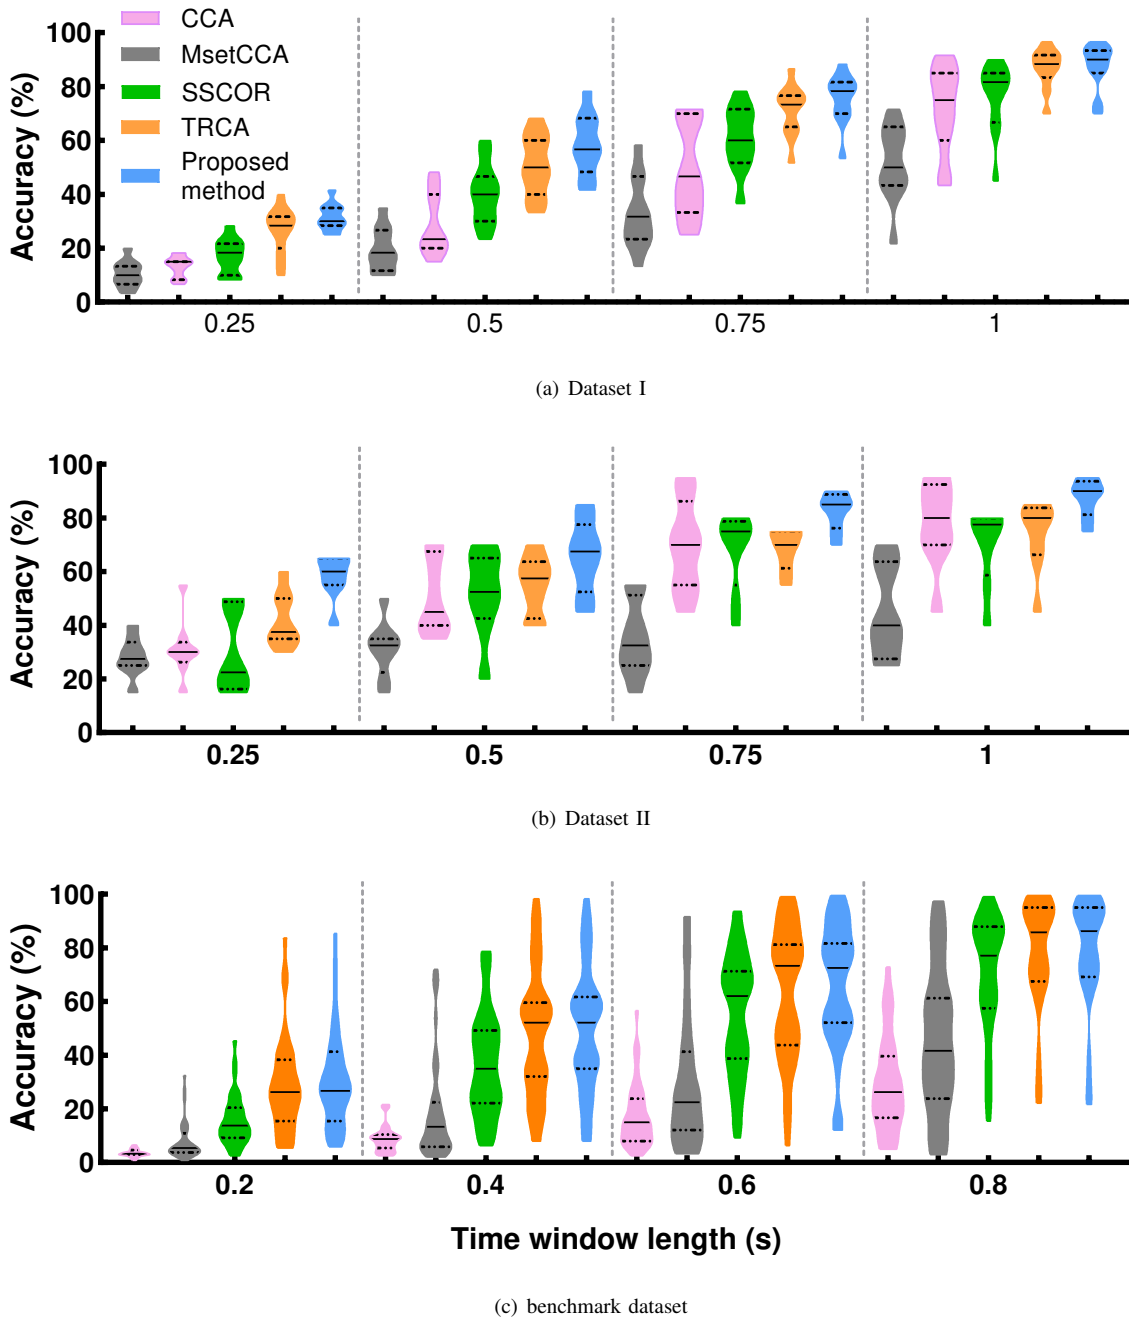 CCA
MsetCCA
SSCOR
TRCA
Proposed
method
Accuracy (%)
100
80
60
40
20
0
0.25
0.5
0.75
1
(a) Dataset I
Accuracy (%)
100
80
60
40
20
0
0.25
0.5
0.75
1
(b) Dataset II
Accuracy (%)
100
80
60
40
20
0
0.2
0.4
0.6
0.8
Time window length (s)
(c) benchmark dataset